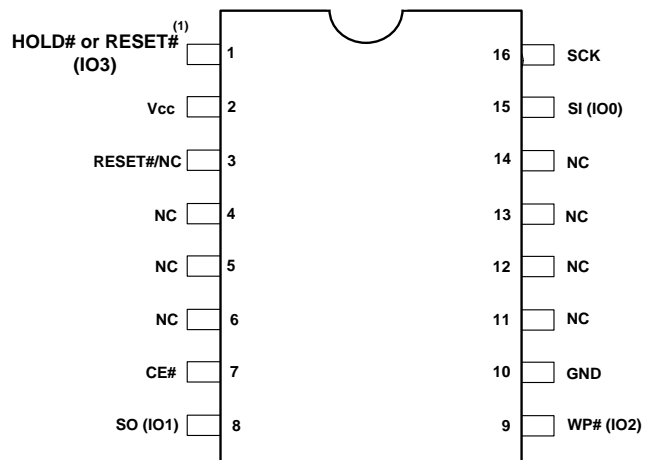 HOLD# or RESET# (1)
(IO3)
1
16
SCK
Vcc
2
15
SI (IO0)
RESET#/NC
3
14
NC
NC
4
13
NC
NC
5
12
NC
NC
6
11
NC
CE#
7
10
GND
SO (IO1)
8
9
WP# (IO2)